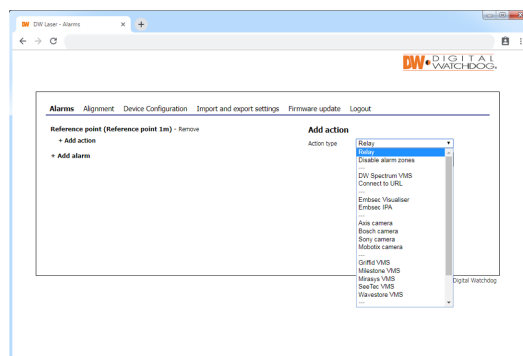 DW DW Laser - Alarms
DW DIGITAL WATCHDOG
Alarms Alignment Device Configuration Import and export settings Firmware update Logout
Reference point (Reference point 1m) - Remove
+ Add action
+ Add alarm
Add action
Action type Relay
Relay
Disable alarm zones
---
DW Spectrum VMS
Connect to URL
---
Embsec Visualiser
Embsec IPA
---
Axis camera
Bosch camera
Sony camera
Mobotix camera
---
Griffid VMS
Milestone VMS
Mirasys VMS
SeeTec VMS
Wavestore VMS
---
Digital Watchdog